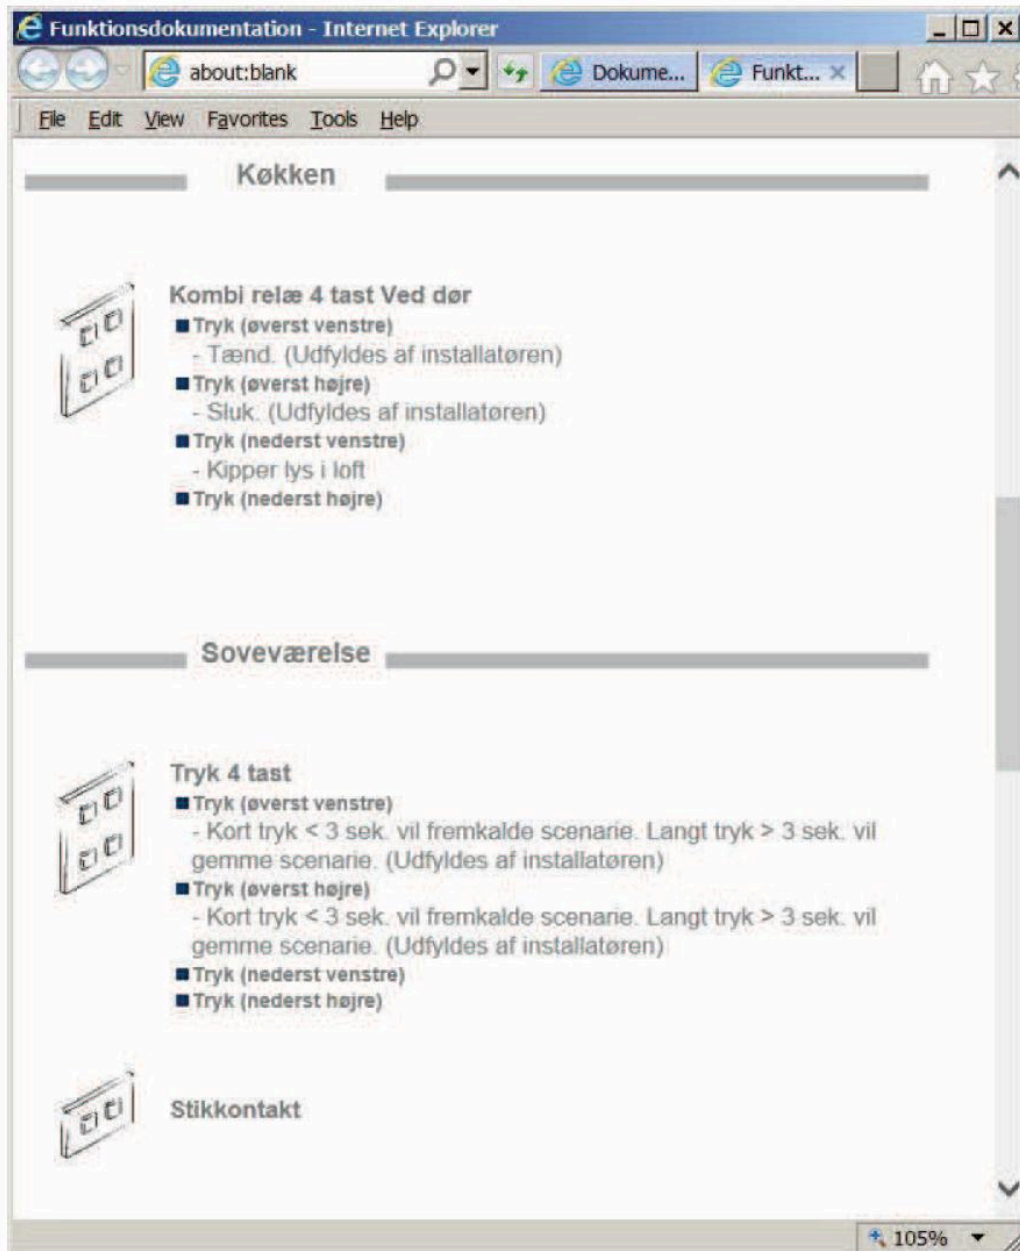 Funktionsdokumentation - Internet Explorer
about:blank
Dokume...
Funkt...
File Edit View Favorites Tools Help
Køkken
Kombi relæ 4 tast Ved dør
Tryk (øverst venstre)
- Tænd. (Udfyldes af installatøren)
Tryk (øverst højre)
- Sluk. (Udfyldes af installatøren)
Tryk (nederst venstre)
- Kipper lys i loft
Tryk (nederst højre)
Soveværelse
Tryk 4 tast
Tryk (øverst venstre)
- Kort tryk < 3 sek. vil fremkalde scenarie. Langt tryk > 3 sek. vil
gemme scenarie. (Udfyldes af installatøren)
Tryk (øverst højre)
- Kort tryk < 3 sek. vil fremkalde scenarie. Langt tryk > 3 sek. vil
gemme scenarie. (Udfyldes af installatøren)
Tryk (nederst venstre)
Tryk (nederst højre)
Stikkontakt
105%